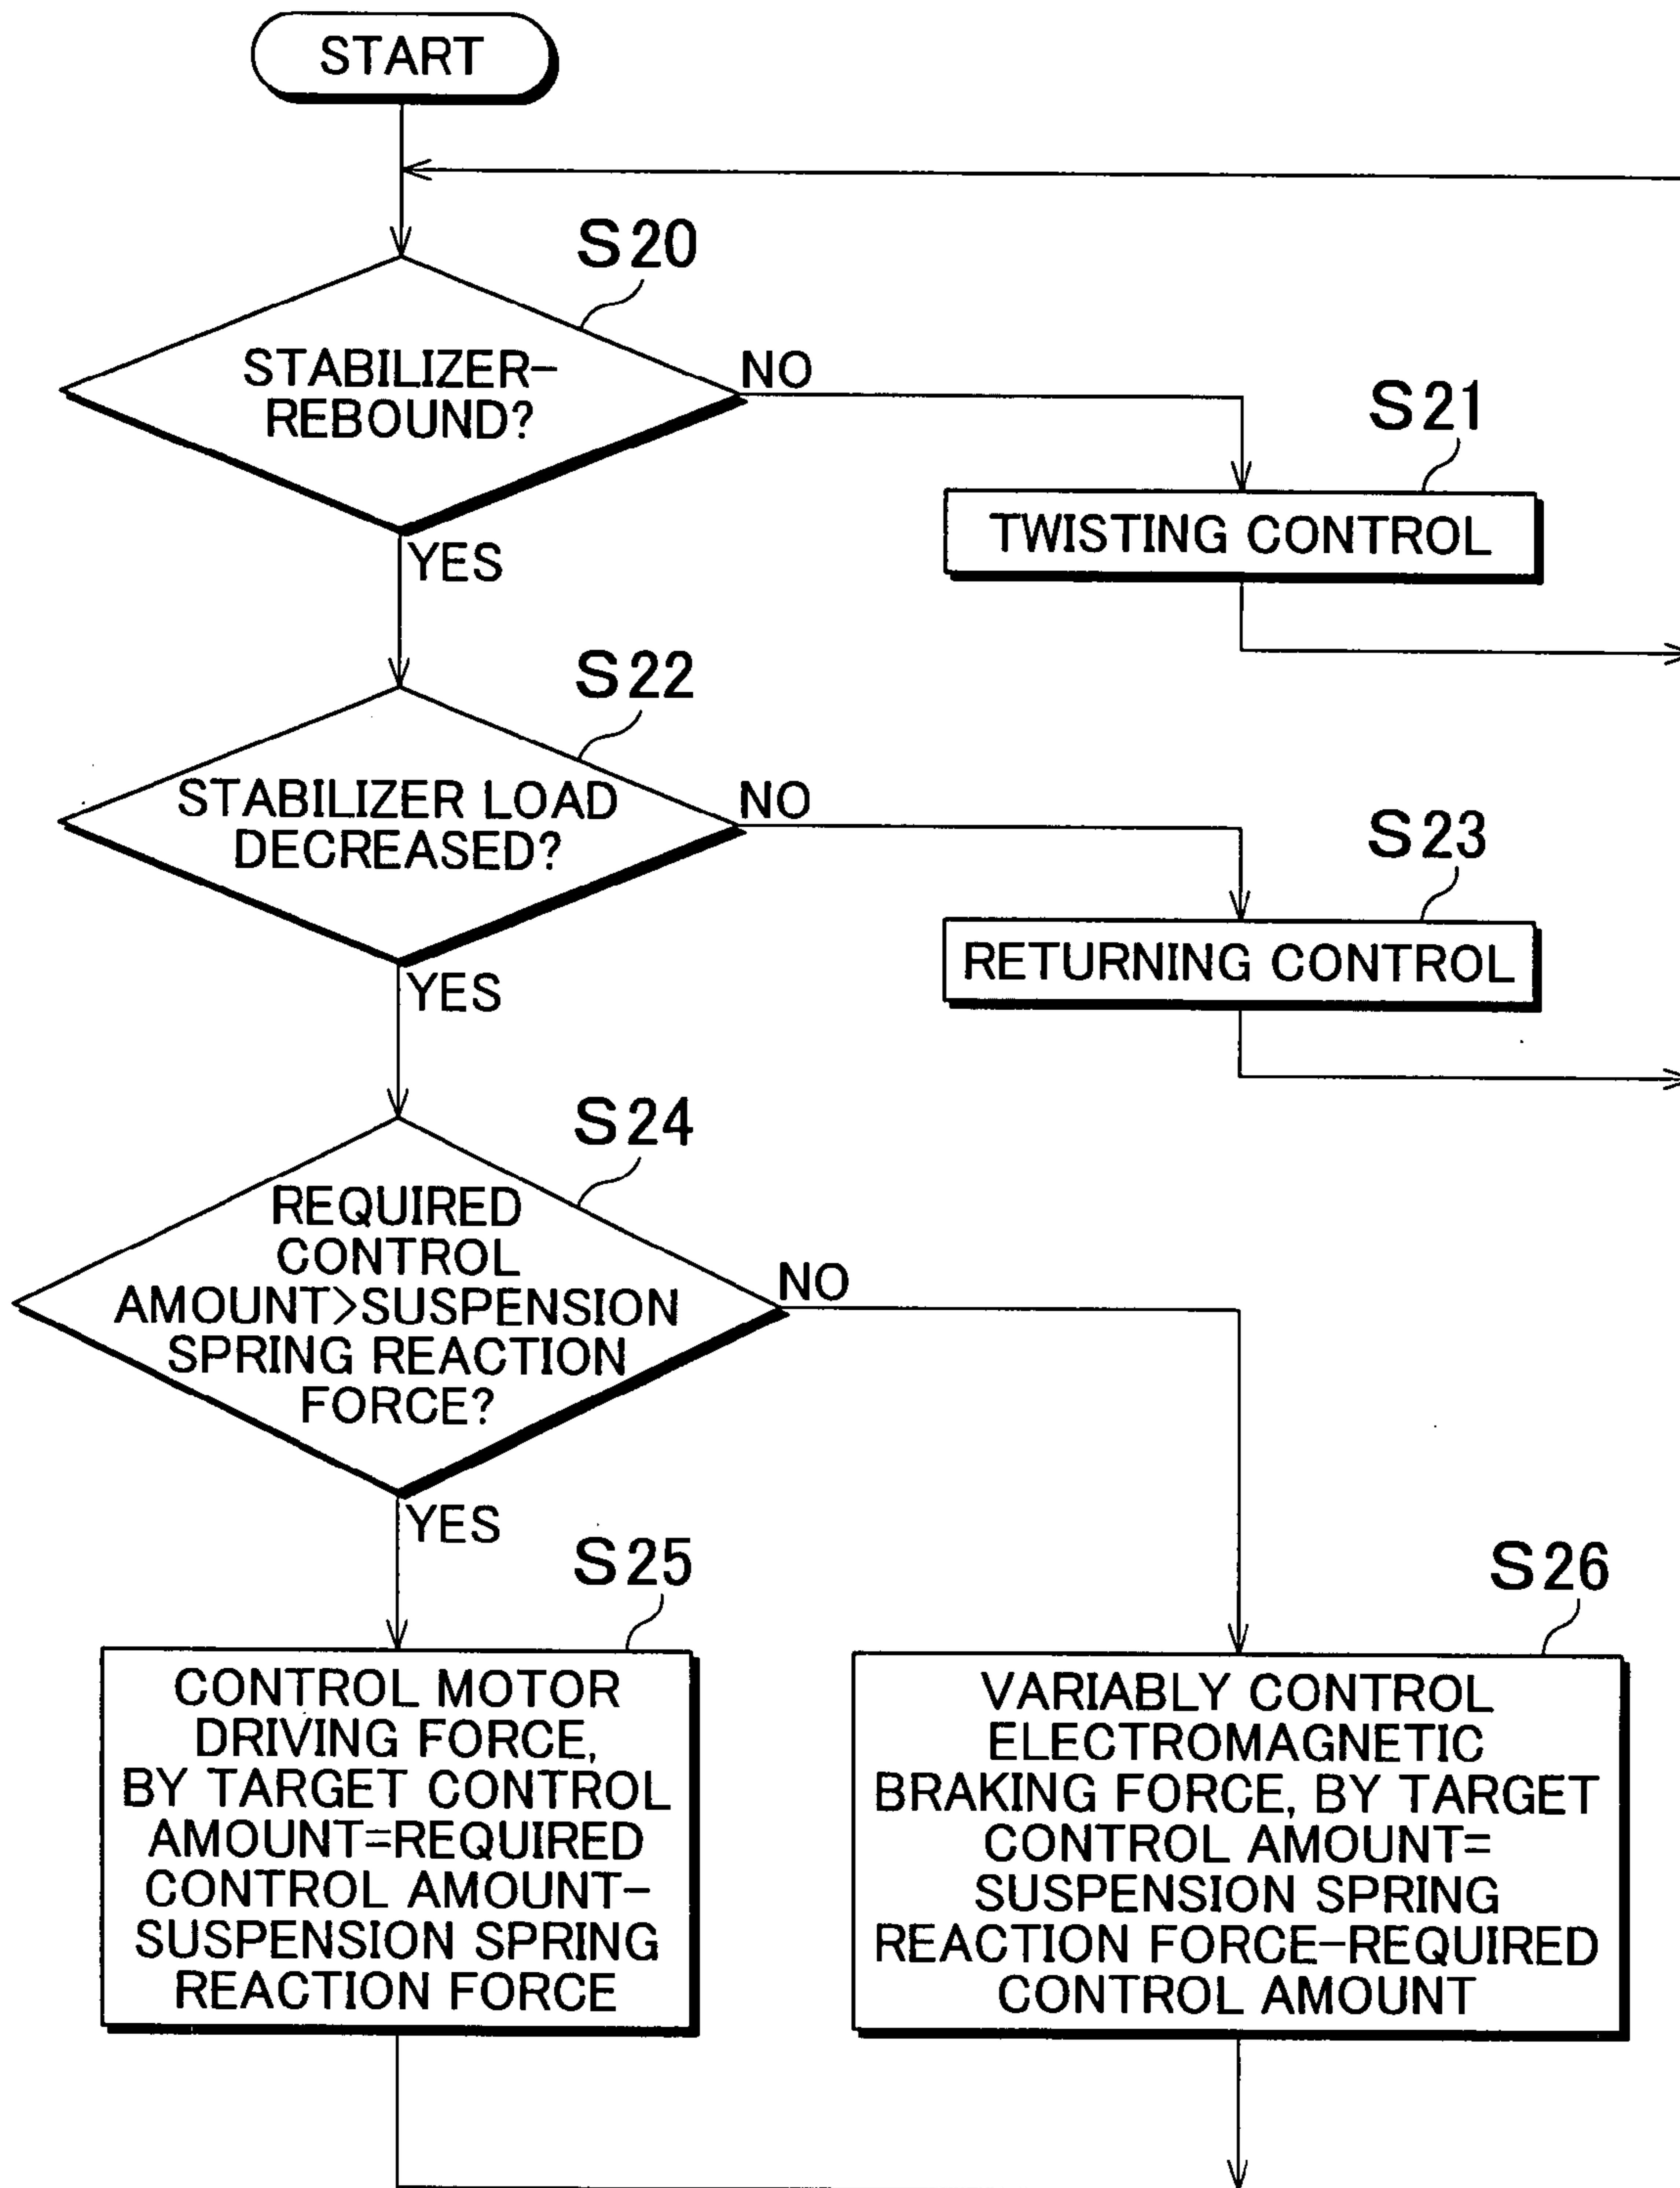 START
S20
STABILIZER-
REBOUND?
NO
YES
S21
TWISTING CONTROL
S22
STABILIZER LOAD
DECREASED?
NO
YES
S23
RETURNING CONTROL
S24
REQUIRED
CONTROL
AMOUNT>SUSPENSION
SPRING REACTION
FORCE?
NO
YES
S25
CONTROL MOTOR
DRIVING FORCE,
BY TARGET CONTROL
AMOUNT=REQUIRED
CONTROL AMOUNT-
SUSPENSION SPRING
REACTION FORCE
S26
VARIABLY CONTROL
ELECTROMAGNETIC
BRAKING FORCE, BY TARGET
CONTROL AMOUNT=
SUSPENSION SPRING
REACTION FORCE-REQUIRED
CONTROL AMOUNT